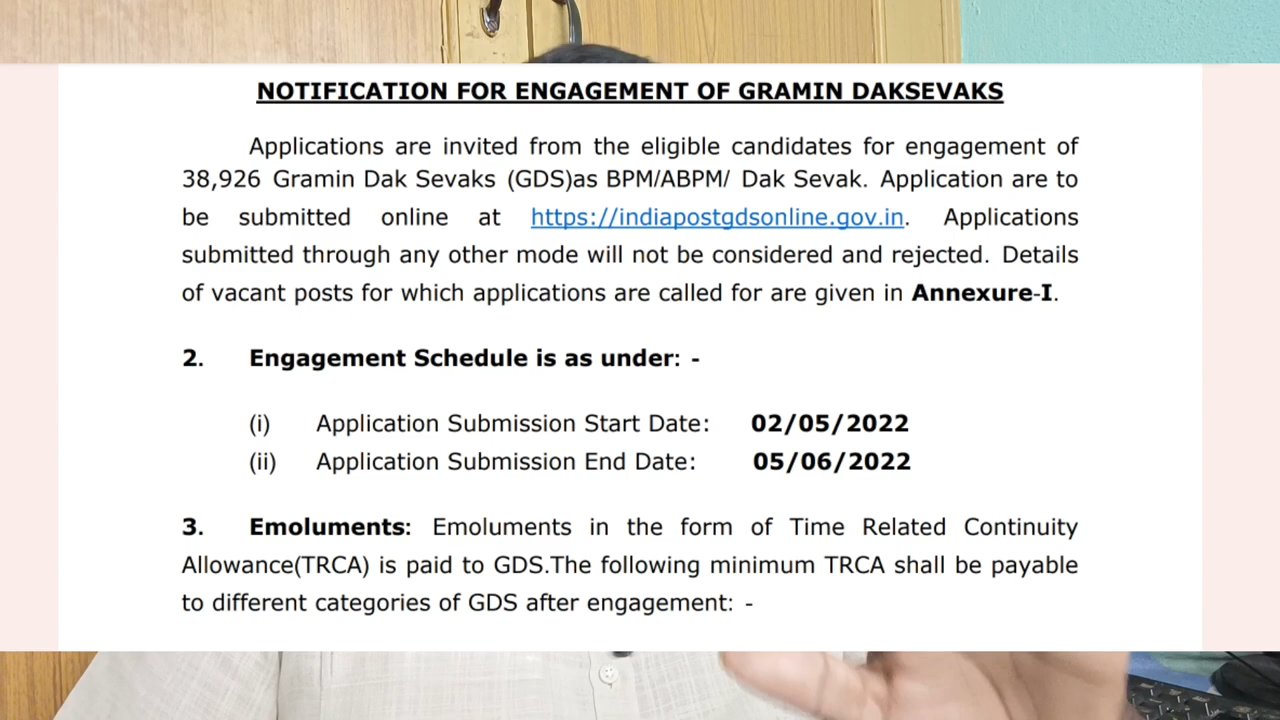 NOTIFICATION FOR ENGAGEMENT OF GRAMIN DAKSEVAKS
Applications are invited from the eligible candidates for engagement of
38,926 Gramin Dak Sevaks (GDS)as BPM/ABPM/ Dak Sevak. Application are to
be submitted online at https://indiapostgdsonline.gov.in. Applications
submitted through any other mode will not be considered and rejected. Details
of vacant posts for which applications are called for are given in Annexure-I.
2. Engagement Schedule is as under: -
(i) Application Submission Start Date: 02/05/2022
(ii) Application Submission End Date: 05/06/2022
3. Emoluments: Emoluments in the form of Time Related Continuity
Allowance(TRCA) is paid to GDS.The following minimum TRCA shall be payable
to different categories of GDS after engagement: -